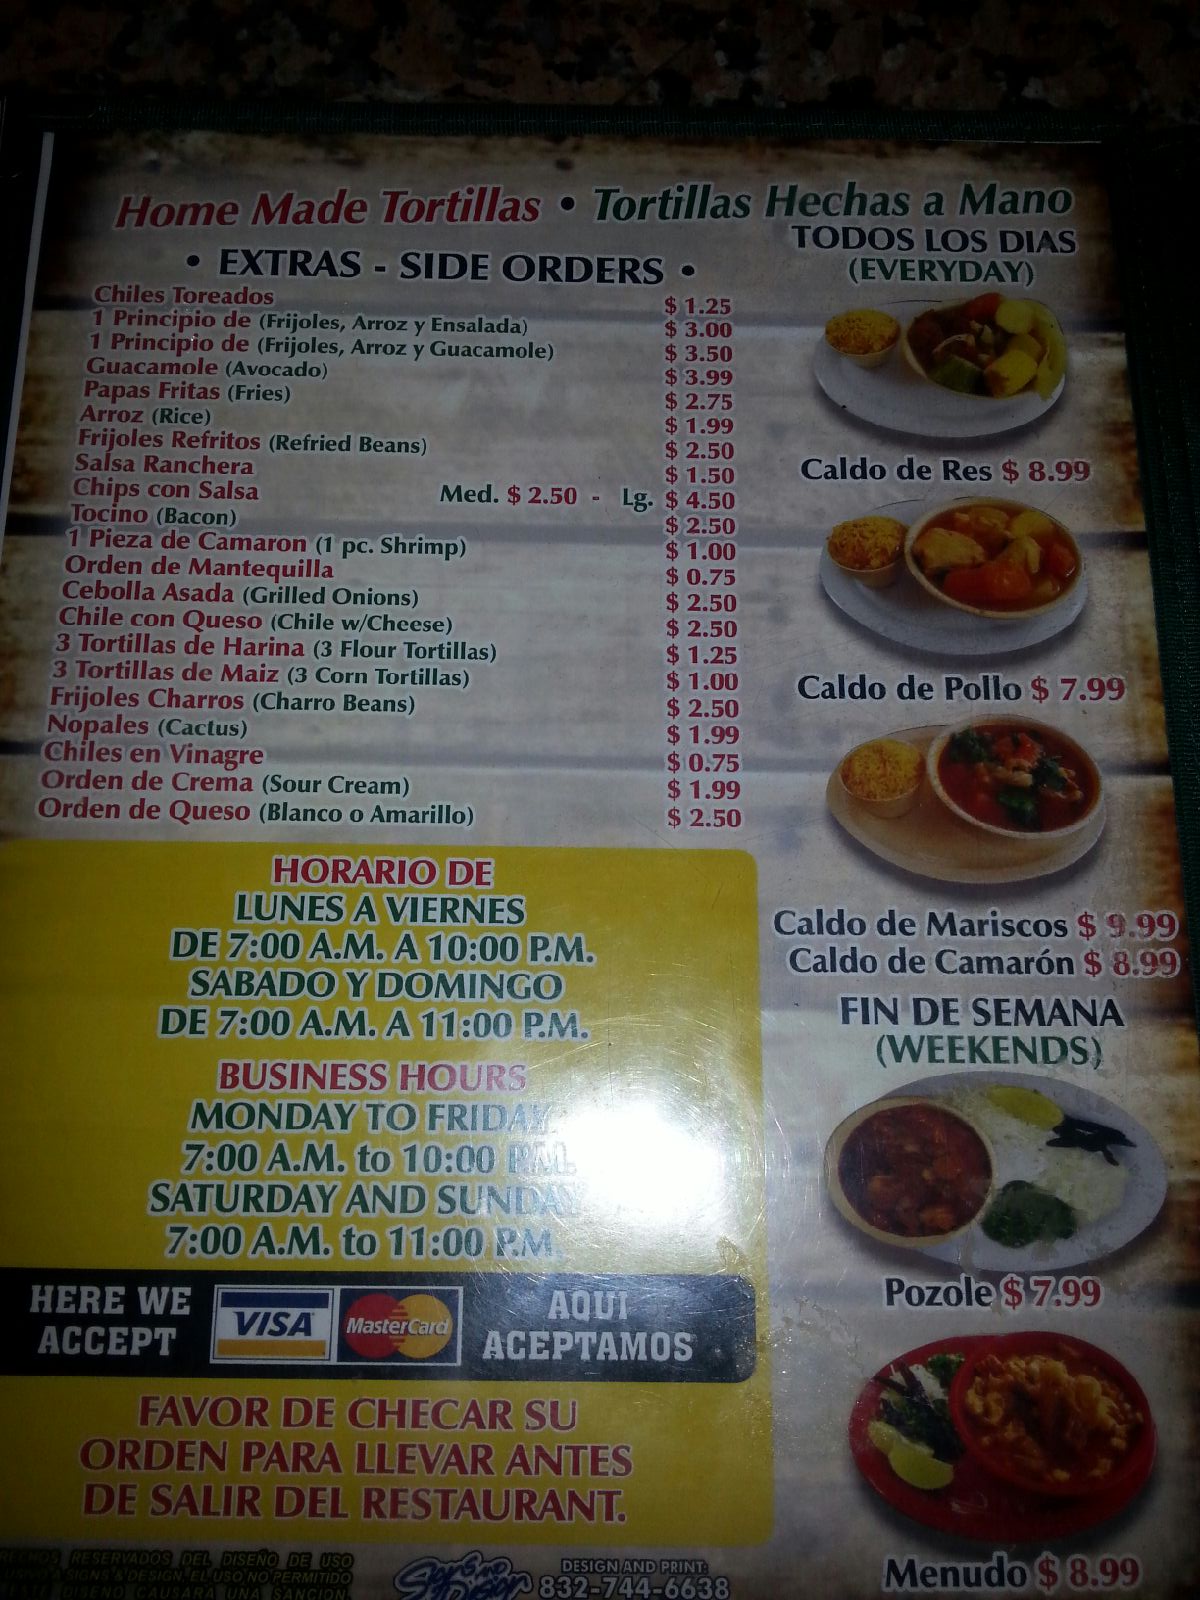 Home Made Tortillas • Tortillas Hechas a Mano
• EXTRAS - SIDE ORDERS •
Chiles Toreados $ 1.25
1 Principio de (Frijoles, Arroz y Ensalada) $ 3.00
1 Principio de (Frijoles, Arroz y Guacamole) $ 3.50
Guacamole (Avocado) $ 3.99
Papas Fritas (Fries) $ 2.75
Arroz (Rice) $ 1.99
Frijoles Refritos (Refried Beans) $ 2.50
Salsa Ranchera $ 1.50
Chips con Salsa Med. $ 2.50 - Lg. $ 4.50
Tocino (Bacon) $ 2.50
1 Pieza de Camaron (1 pc. Shrimp) $ 1.00
Orden de Mantequilla $ 0.75
Cebolla Asada (Grilled Onions) $ 2.50
Chile con Queso (Chile w/Cheese) $ 2.50
3 Tortillas de Harina (3 Flour Tortillas) $ 1.25
3 Tortillas de Maiz (3 Corn Tortillas) $ 1.00
Frijoles Charros (Charro Beans) $ 2.50
Nopales (Cactus) $ 1.99
Chiles en Vinagre $ 0.75
Orden de Crema (Sour Cream) $ 1.99
Orden de Queso (Blanco o Amarillo) $ 2.50
HORARIO DE
LUNES A VIERNES
DE 7:00 A.M. A 10:00 P.M.
SABADO Y DOMINGO
DE 7:00 A.M. A 11:00 P.M.
BUSINESS HOURS
MONDAY TO FRIDAY
7:00 A.M. to 10:00 P.M.
SATURDAY AND SUNDAY
7:00 A.M. to 11:00 P.M.
HERE WE
ACCEPT
VISA
MasterCard
AQUI
ACEPTAMOS
FAVOR DE CHECAR SU
ORDEN PARA LLEVAR ANTES
DE SALIR DEL RESTAURANT.
RESERVADOS DEL DISEÑO DE USO
A SIGNS & DESIGN, EL USO NO PERMITIDO
DISEÑO CAUSARA UNA SANCION
DESIGN AND PRINT:
832-744-6638
TODOS LOS DIAS
(EVERYDAY)
Caldo de Res $ 8.99
Caldo de Pollo $ 7.99
Caldo de Mariscos $ 9.99
Caldo de Camarón $ 8.99
FIN DE SEMANA
(WEEKENDS)
Pozole $ 7.99
Menudo $ 8.99